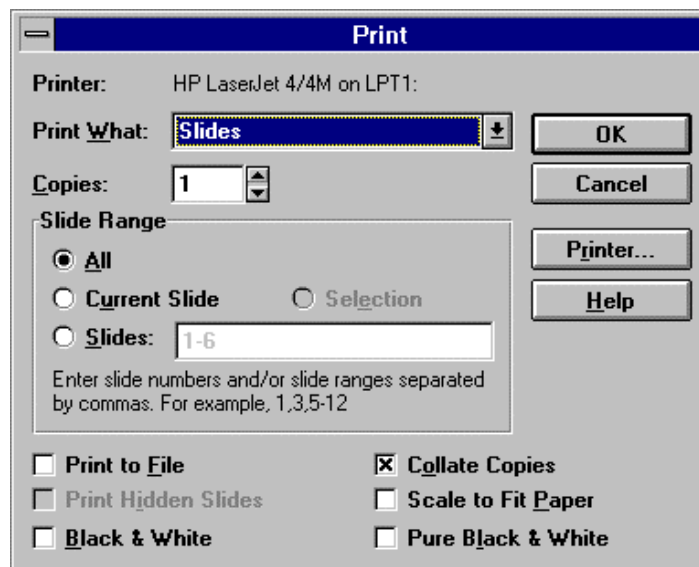 Print
Printer: HP LaserJet 4/4M on LPT1:
Print What: Slides
OK
Copies: 1
Cancel
Slide Range
All
Printer...
Current Slide
Selection
Help
Slides: 1-6
Enter slide numbers and/or slide ranges separated
by commas. For example, 1,3,5-12
Print to File
Collate Copies
Print Hidden Slides
Scale to Fit Paper
Black & White
Pure Black & White